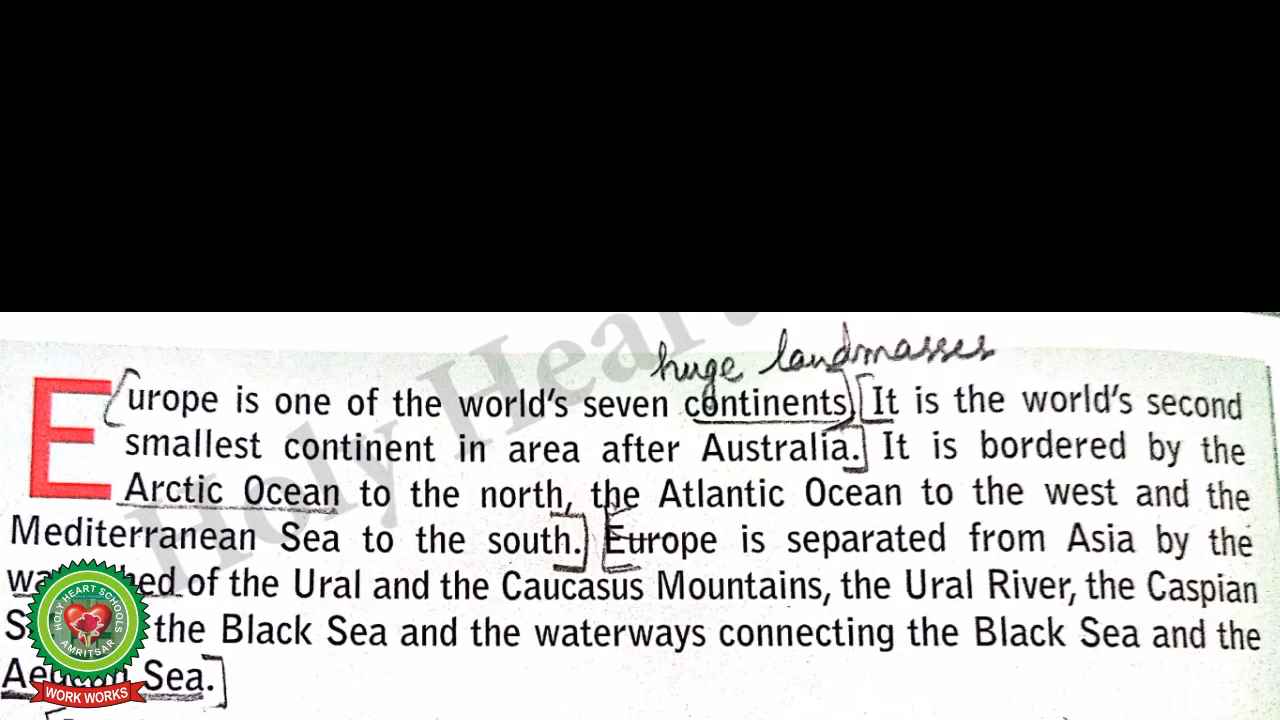 huge landmasses
Europe is one of the world's seven continents. It is the world's second
smallest continent in area after Australia. It is bordered by the
Arctic Ocean to the north, the Atlantic Ocean to the west and the
Mediterranean Sea to the south. Europe is separated from Asia by the
of the Ural and the Caucasus Mountains, the Ural River, the Caspian
the Black Sea and the waterways connecting the Black Sea and the
Sea.
Holy Heart
HOLY HEART SCHOOLS
AMRITSAR
WORK WORKS